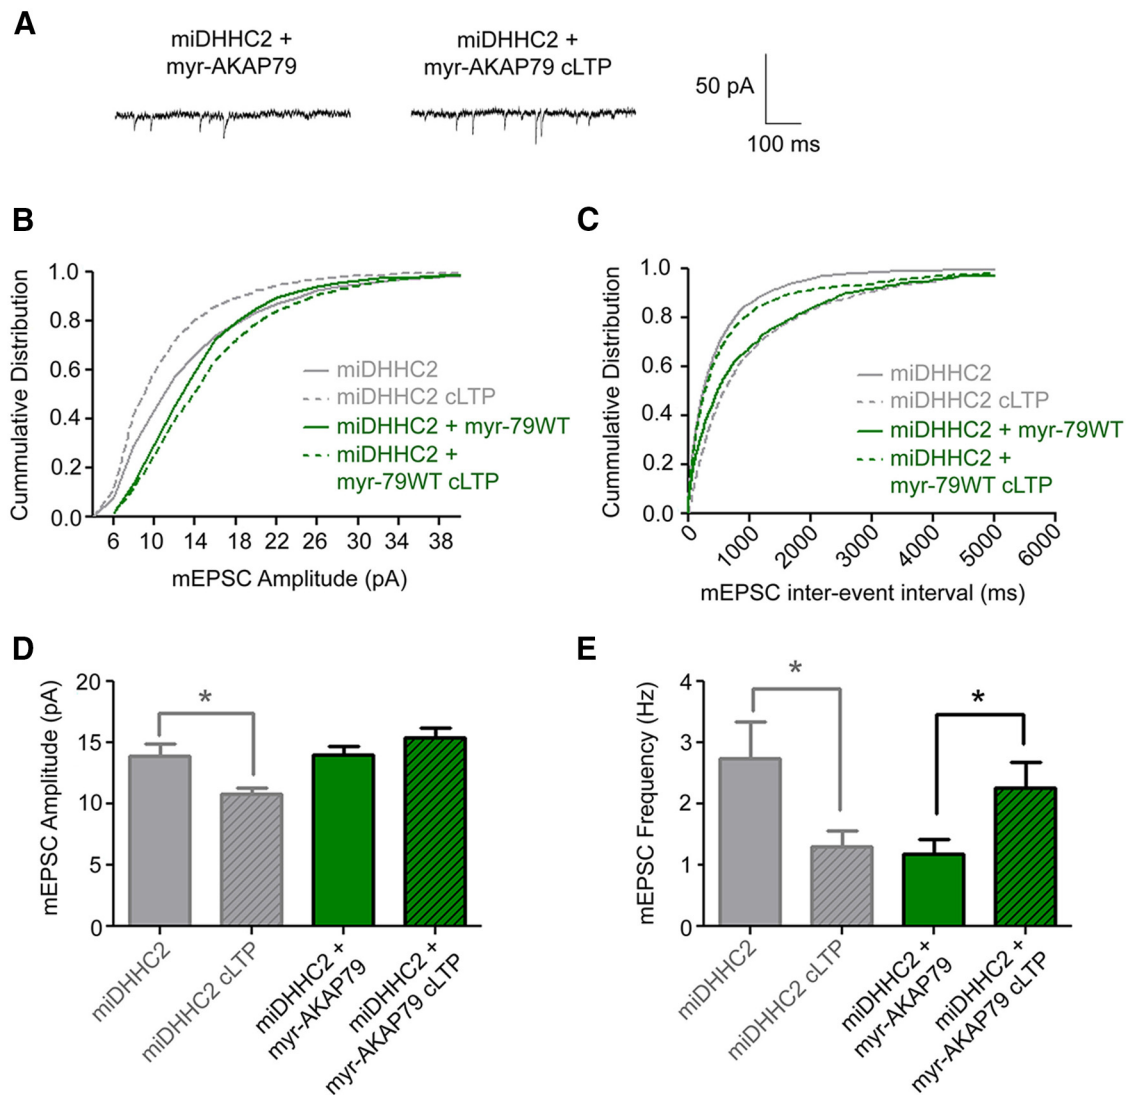 A
miDHHC2 +
myr-AKAP79
miDHHC2 +
myr-AKAP79 cLTP
50 pA
100 ms
B
Cummulative Distribution
1.0
0.8
0.6
0.4
0.2
0.0
6 10 14 18 22 26 30 34 38
mEPSC Amplitude (pA)
miDHHC2
miDHHC2 cLTP
miDHHC2 + myr-79WT
miDHHC2 +
myr-79WT cLTP
C
Cummulative Distribution
1.0
0.8
0.6
0.4
0.2
0.0
0 1000 2000 3000 4000 5000 6000
mEPSC inter-event interval (ms)
miDHHC2
miDHHC2 cLTP
miDHHC2 + myr-79WT
miDHHC2 +
myr-79WT cLTP
D
mEPSC Amplitude (pA)
20
15
10
5
0
*
miDHHC2
miDHHC2 cLTP
miDHHC2 +
myr-AKAP79
miDHHC2 +
myr-AKAP79 cLTP
E
mEPSC Frequency (Hz)
4
3
2
1
0
*
*
miDHHC2
miDHHC2 cLTP
miDHHC2 +
myr-AKAP79
miDHHC2 +
myr-AKAP79 cLTP